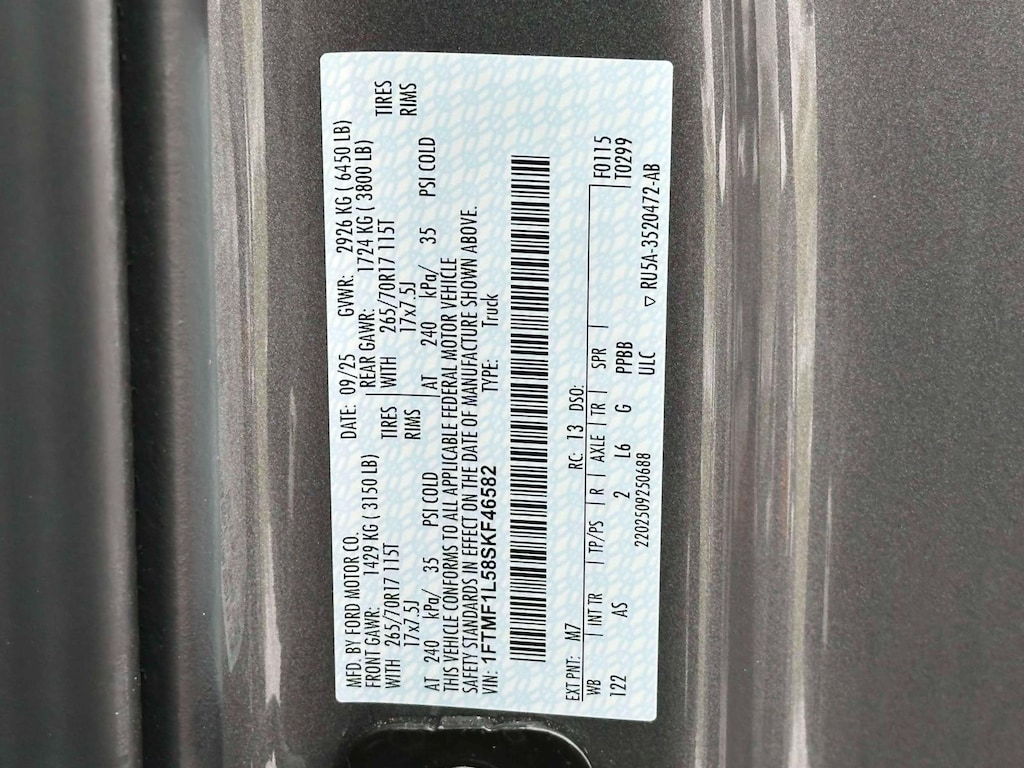 MFD. BY FORD MOTOR CO. DATE: 09/25 GVWR: 2926 KG ( 6450 LB)
FRONT GAWR: 1429 KG ( 3150 LB) REAR GAWR: 1724 KG ( 3800 LB)
WITH 265/70R17 115T TIRES WITH 265/70R17 115T TIRES
17x7.5J RIMS 17x7.5J RIMS
AT 240 kPa/ 35 PSI COLD AT 240 kPa/ 35 PSI COLD
THIS VEHICLE CONFORMS TO ALL APPLICABLE FEDERAL MOTOR VEHICLE
SAFETY STANDARDS IN EFFECT ON THE DATE OF MANUFACTURE SHOWN ABOVE.
VIN: 1FTMF1L58SKF46582 TYPE: Truck
EXT PNT: M7 RC: 13 DSO:
WB | INT TR | TP/PS | R | AXLE | TR | SPR | F0115
122 AS 2 L6 G PPBB T0299
2202509250688 ULC
▽ RU5A-3520472-AB